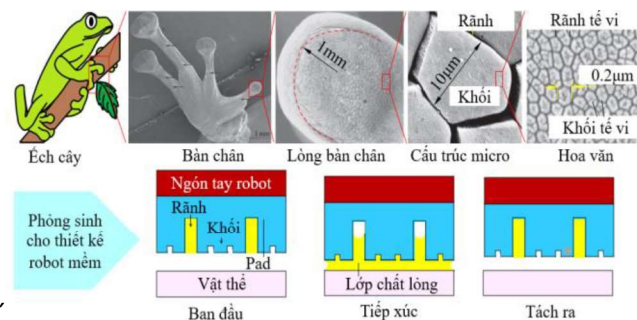 Rãnh
Rãnh tế vi
1mm
10μm
0.2μm
Khối
Khối tế vi
Ếch cây
Bàn chân
Lòng bàn chân
Cấu trúc micro
Hoa văn
Phỏng sinh
cho thiết kế
robot mềm
Ngón tay robot
Rãnh
Khối
Pad
Vật thể
Lớp chất lỏng
Ban đầu
Tiếp xúc
Tách ra